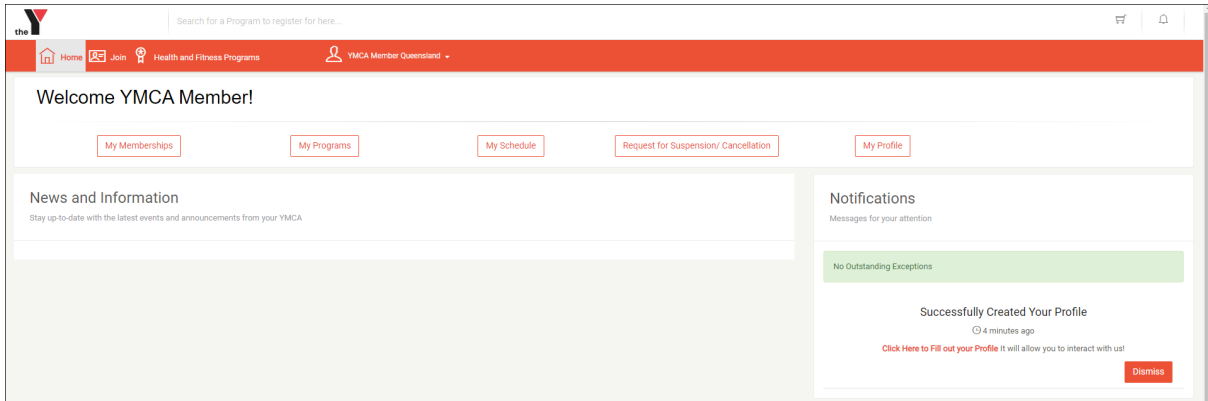 the Y
Search for a Program to register for here...
Home Join Health and Fitness Programs YMCA Member Queensland
Welcome YMCA Member!
My Memberships My Programs My Schedule Request for Suspension/ Cancellation My Profile
News and Information
Stay up-to-date with the latest events and announcements from your YMCA
Notifications
Messages for your attention
No Outstanding Exceptions
Successfully Created Your Profile
4 minutes ago
Click Here to Fill out your Profile It will allow you to interact with us!
Dismiss